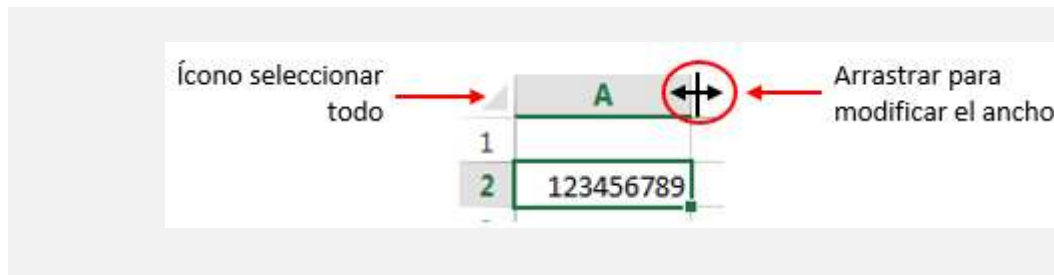 Ícono seleccionar
todo
A
Arrastrar para
modificar el ancho
1
2 123456789